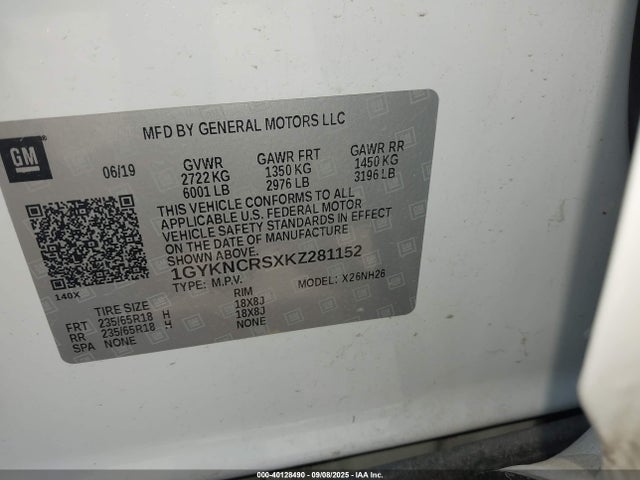 MFD BY GENERAL MOTORS LLC
GM
06/19
GVWR GAWR FRT GAWR RR
2722 KG 1350 KG 1450 KG
6001 LB 2976 LB 3196 LB
THIS VEHICLE CONFORMS TO ALL
APPLICABLE U.S. FEDERAL MOTOR
VEHICLE SAFETY STANDARDS IN EFFECT
ON THE DATE OF MANUFACTURE
SHOWN ABOVE.
1GYKNCRSXKZ281152
TYPE: M.P.V. MODEL: X26NH26
140X
TIRE SIZE RIM
FRT 235/65R18 H 18X8J
RR 235/65R18 H 18X8J
SPA NONE NONE
000-40128490 - 09/08/2025 - IAA Inc.